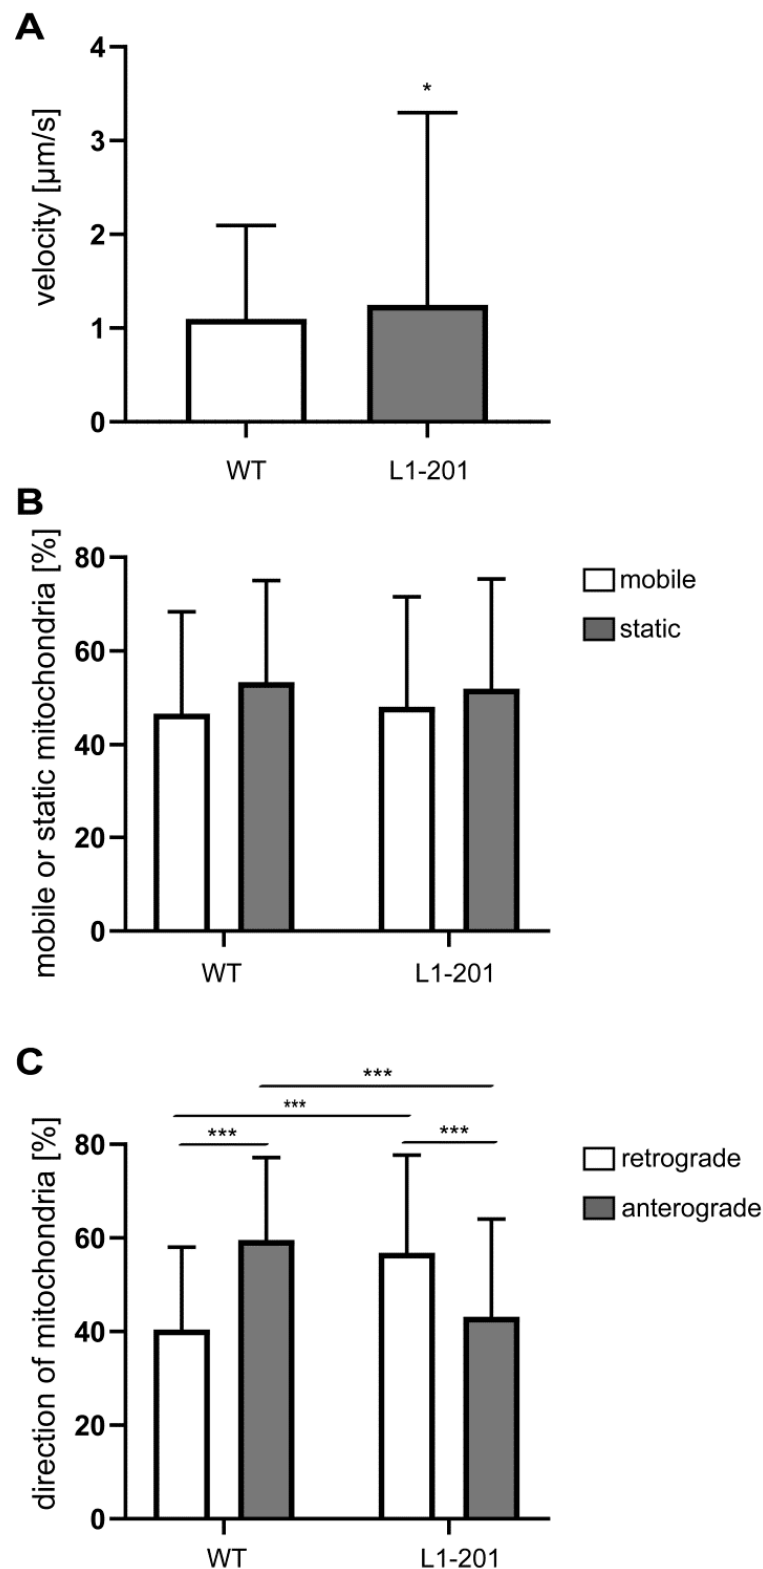 A
velocity [µm/s]
4
3
2
1
0
*
WT
L1-201
B
mobile or static mitochondria [%]
80
60
40
20
0
WT
L1-201
mobile
static
C
direction of mitochondria [%]
80
60
40
20
0
***
***
***
***
WT
L1-201
retrograde
anterograde